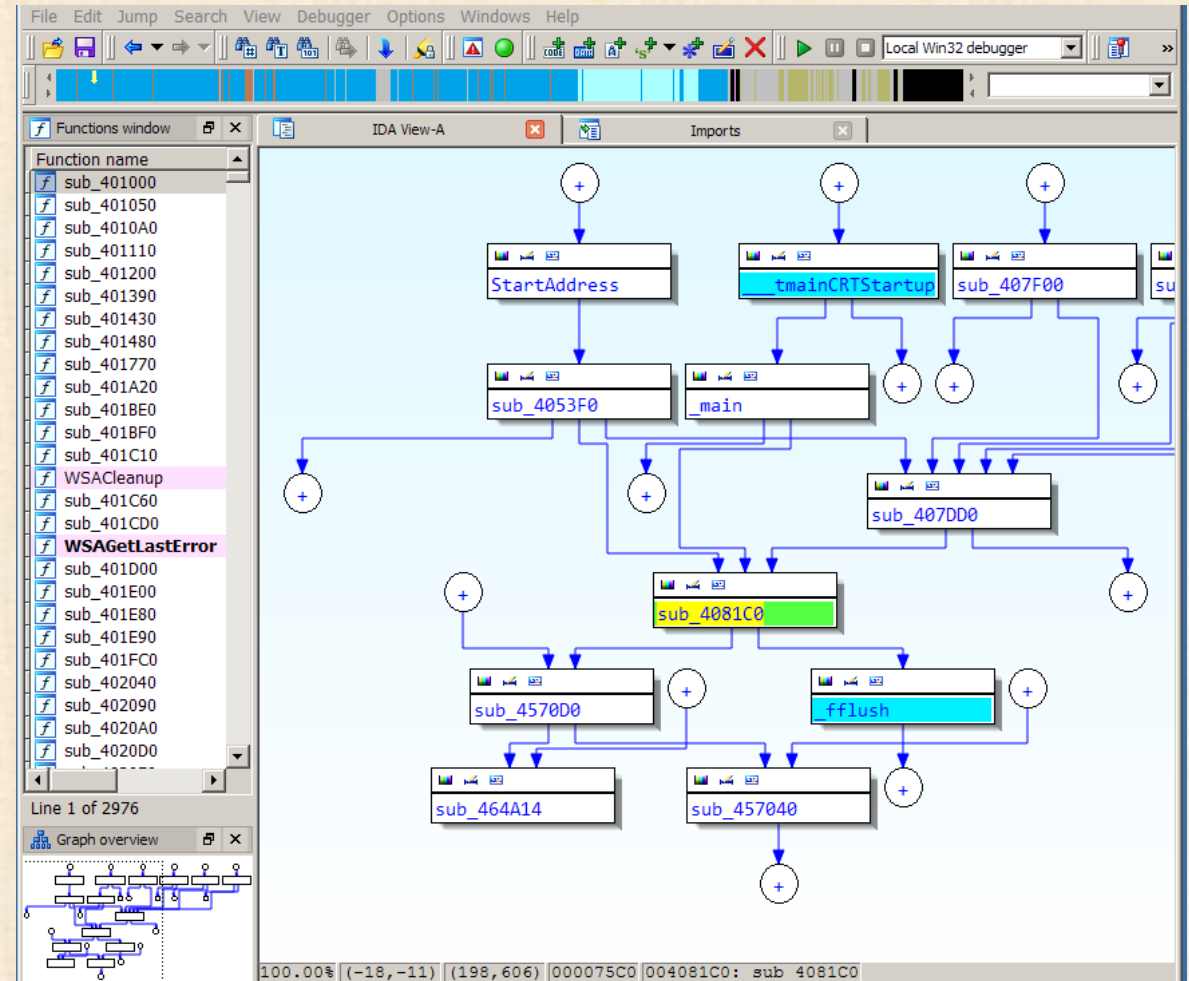 File Edit Jump Search View Debugger Options Windows Help
Local Win32 debugger
Functions window
IDA View-A
Imports
Function name
sub_401000
sub_401050
sub_4010A0
sub_401110
sub_401200
sub_401390
sub_401430
sub_401480
sub_401770
sub_401A20
sub_401BE0
sub_401BF0
sub_401C10
WSACleanup
sub_401C60
sub_401CD0
WSAGetLastError
sub_401D00
sub_401E00
sub_401E80
sub_401E90
sub_401FC0
sub_402040
sub_402090
sub_4020A0
sub_4020D0
Line 1 of 2976
Graph overview
StartAddress
___tmainCRTStartup
sub_407F00
su
sub_4053F0
_main
sub_407DD0
sub_4081C0
sub_4570D0
_fflush
sub_464A14
sub_457040
100.00% (-18,-11) (198,606) 000075C0 004081C0: sub 4081C0